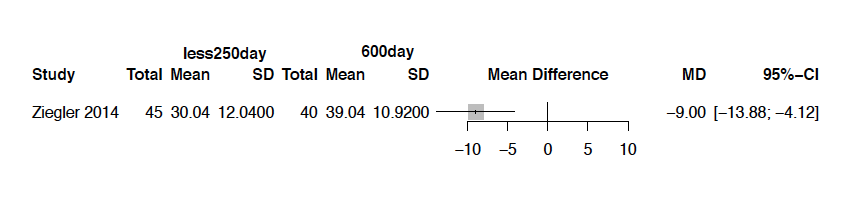 less250day 600day
Study Total Mean SD Total Mean SD Mean Difference MD 95%−CI
Ziegler 2014 45 30.04 12.0400 40 39.04 10.9200 −9.00 [−13.88; −4.12]
−10 −5 0 5 10